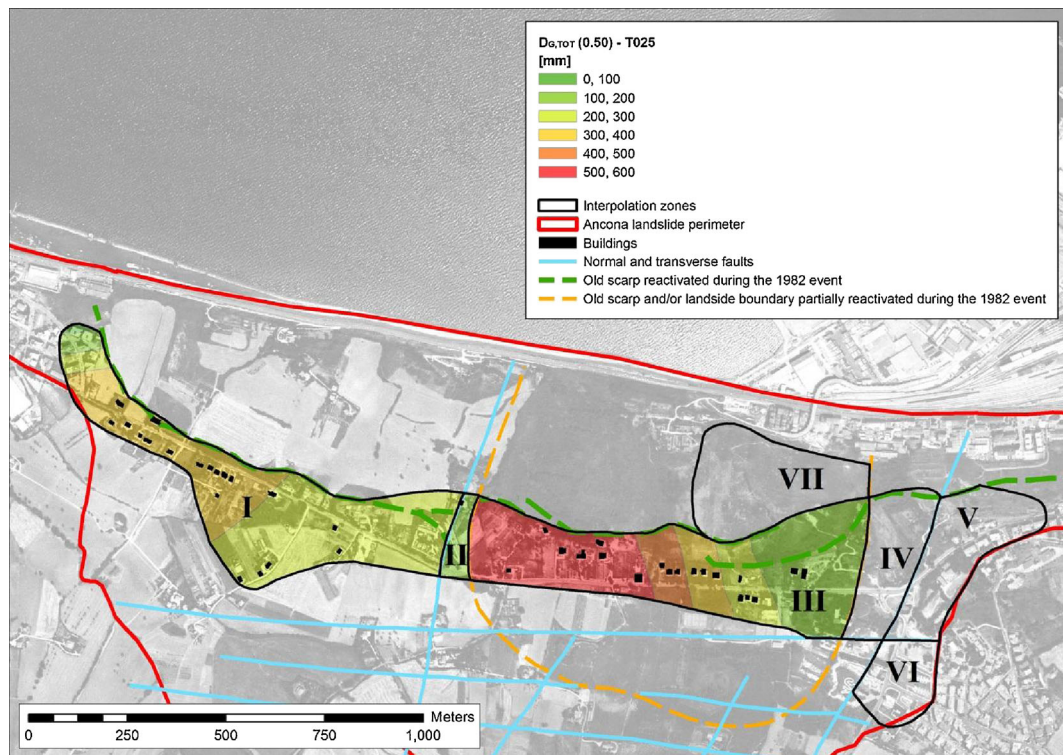 D_G,TOT (0.50) - T025
[mm]
0, 100
100, 200
200, 300
300, 400
400, 500
500, 600
Interpolation zones
Ancona landslide perimeter
Buildings
Normal and transverse faults
Old scarp reactivated during the 1982 event
Old scarp and/or landside boundary partially reactivated during the 1982 event
VII
I
V
II
IV
III
VI
Meters
0 250 500 750 1,000